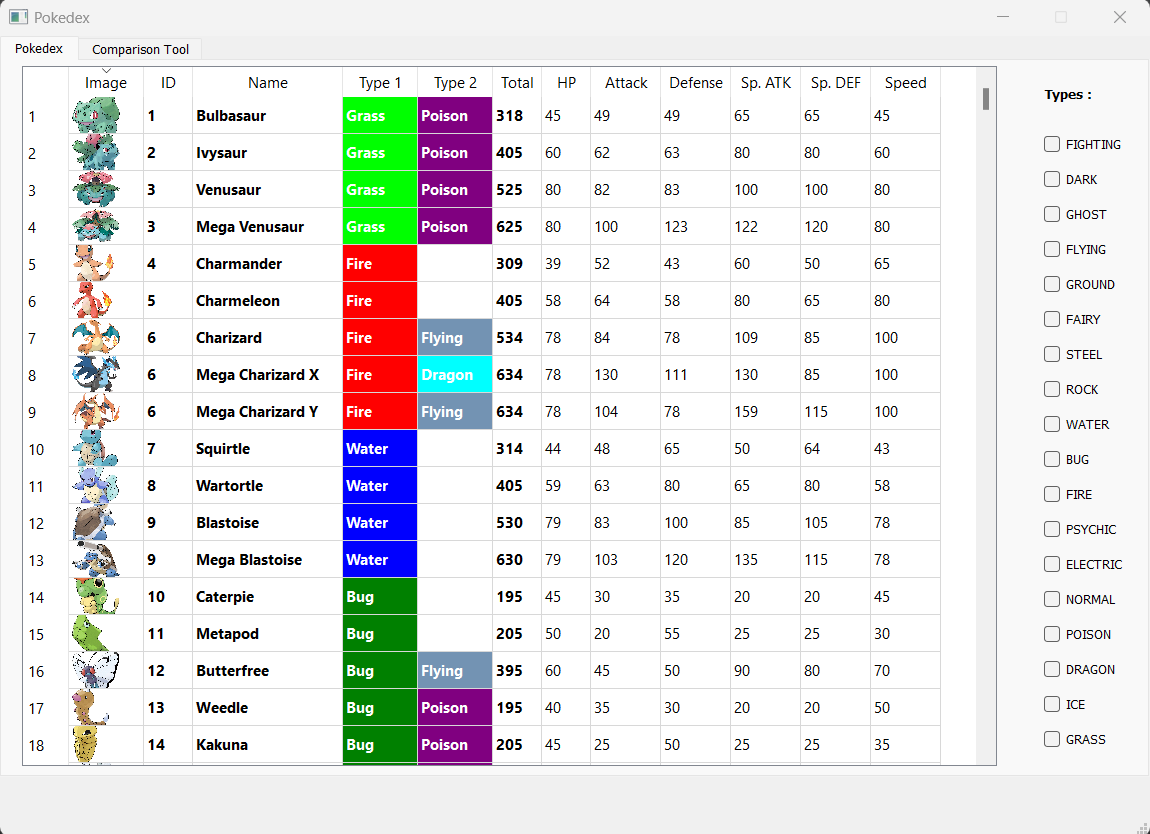 Pokedex
Pokedex Comparison Tool
Image ID Name Type 1 Type 2 Total HP Attack Defense Sp. ATK Sp. DEF Speed
1 1 Bulbasaur Grass Poison 318 45 49 49 65 65 45
2 2 Ivysaur Grass Poison 405 60 62 63 80 80 60
3 3 Venusaur Grass Poison 525 80 82 83 100 100 80
4 3 Mega Venusaur Grass Poison 625 80 100 123 122 120 80
5 4 Charmander Fire 309 39 52 43 60 50 65
6 5 Charmeleon Fire 405 58 64 58 80 65 80
7 6 Charizard Fire Flying 534 78 84 78 109 85 100
8 6 Mega Charizard X Fire Dragon 634 78 130 111 130 85 100
9 6 Mega Charizard Y Fire Flying 634 78 104 78 159 115 100
10 7 Squirtle Water 314 44 48 65 50 64 43
11 8 Wartortle Water 405 59 63 80 65 80 58
12 9 Blastoise Water 530 79 83 100 85 105 78
13 9 Mega Blastoise Water 630 79 103 120 135 115 78
14 10 Caterpie Bug 195 45 30 35 20 20 45
15 11 Metapod Bug 205 50 20 55 25 25 30
16 12 Butterfree Bug Flying 395 60 45 50 90 80 70
17 13 Weedle Bug Poison 195 40 35 30 20 20 50
18 14 Kakuna Bug Poison 205 45 25 50 25 25 35
Types :
FIGHTING
DARK
GHOST
FLYING
GROUND
FAIRY
STEEL
ROCK
WATER
BUG
FIRE
PSYCHIC
ELECTRIC
NORMAL
POISON
DRAGON
ICE
GRASS